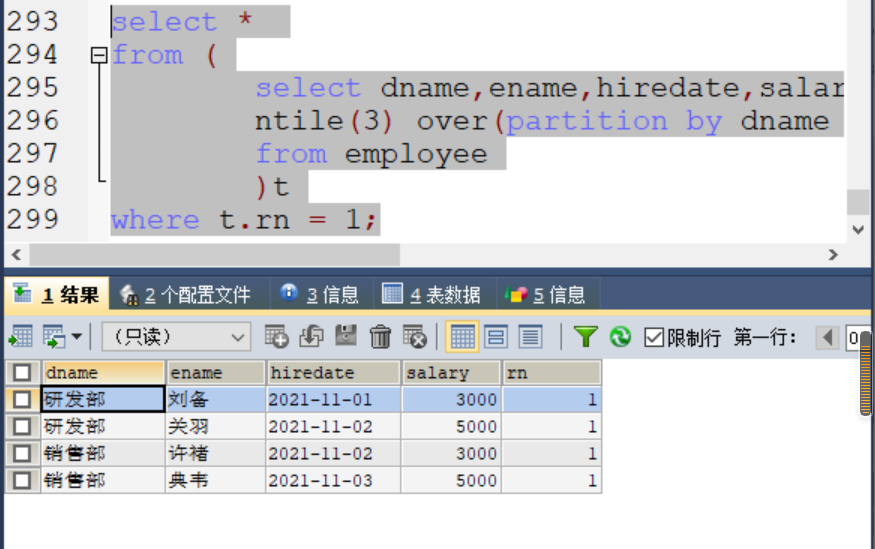 293 select *
294 from (
295 select dname,ename,hiredate,salar
296 ntile(3) over(partition by dname
297 from employee
298 )t
299 where t.rn = 1;
1 结果 2 个配置文件 3 信息 4 表数据 5 信息
(只读) 限制行 第一行: 0
dname ename hiredate salary rn
研发部 刘备 2021-11-01 3000 1
研发部 关羽 2021-11-02 5000 1
销售部 许褚 2021-11-02 3000 1
销售部 典韦 2021-11-03 5000 1